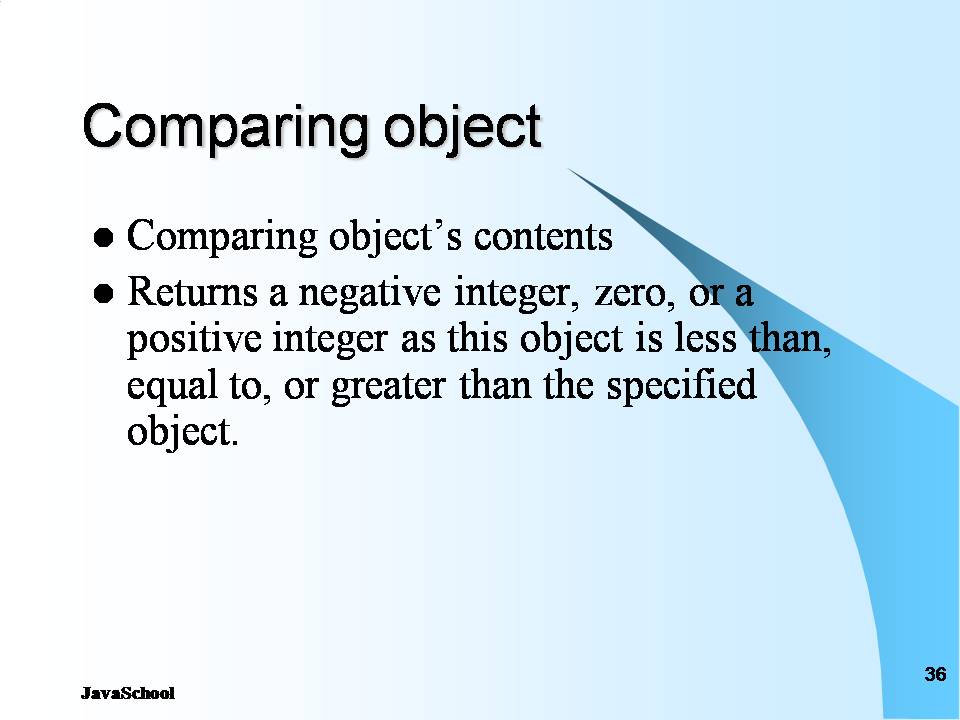 Comparing object
● Comparing object’s contents
● Returns a negative integer, zero, or a
positive integer as this object is less than,
equal to, or greater than the specified
object.
36
JavaSchool